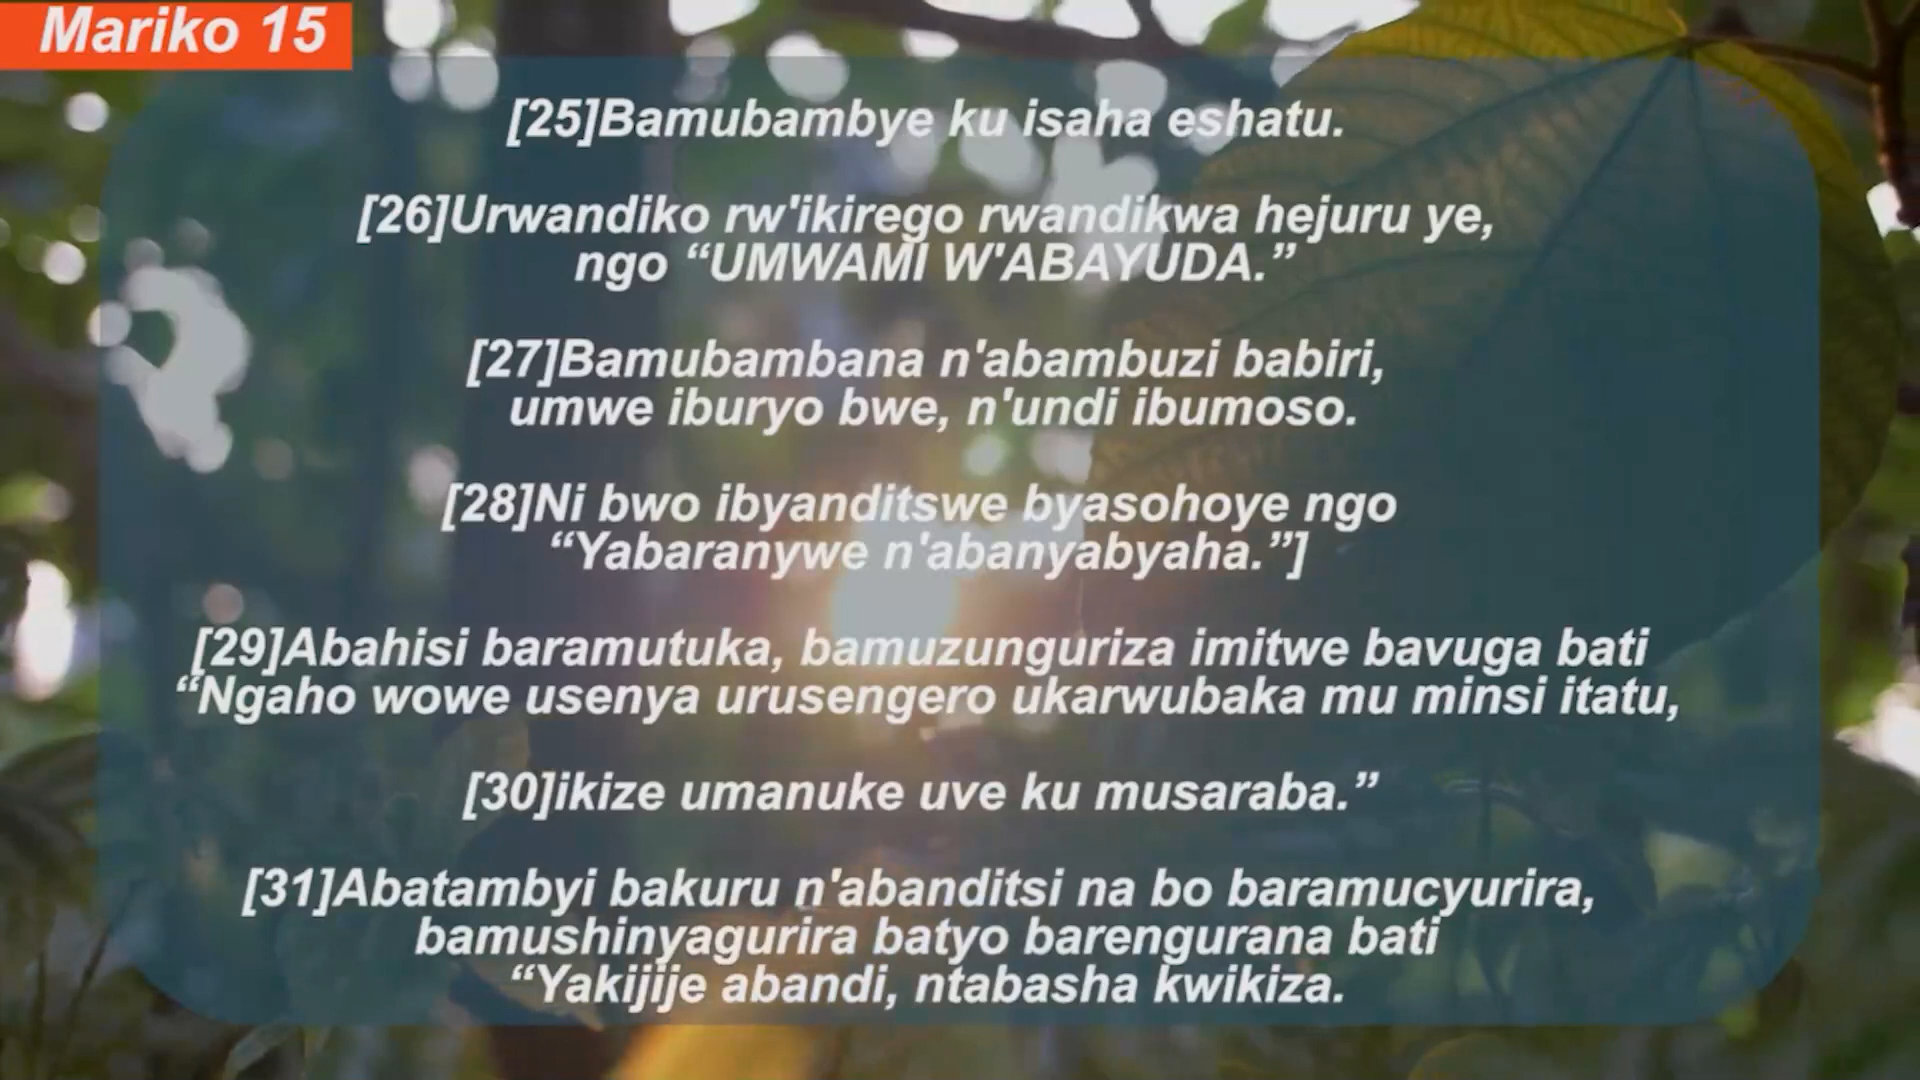 Mariko 15
[25]Bamubambye ku isaha eshatu.
[26]Urwandiko rw'ikirego rwandikwa hejuru ye,
ngo “UMWAMI W'ABAYUDA.”
[27]Bamubambana n'abambuzi babiri,
umwe iburyo bwe, n'undi ibumoso.
[28]Ni bwo ibyanditswe byasohoye ngo
“Yabaranywe n'abanyabyaha.”]
[29]Abahisi baramutuka, bamuzunguriza imitwe bavuga bati
“Ngaho wowe usenya urusengero ukarwubaka mu minsi itatu,
[30]ikize umanuke uve ku musaraba.”
[31]Abatambyi bakuru n'abanditsi na bo baramucyurira,
bamushinyagurira batyo barengurana bati
“Yakijije abandi, ntabasha kwikiza.